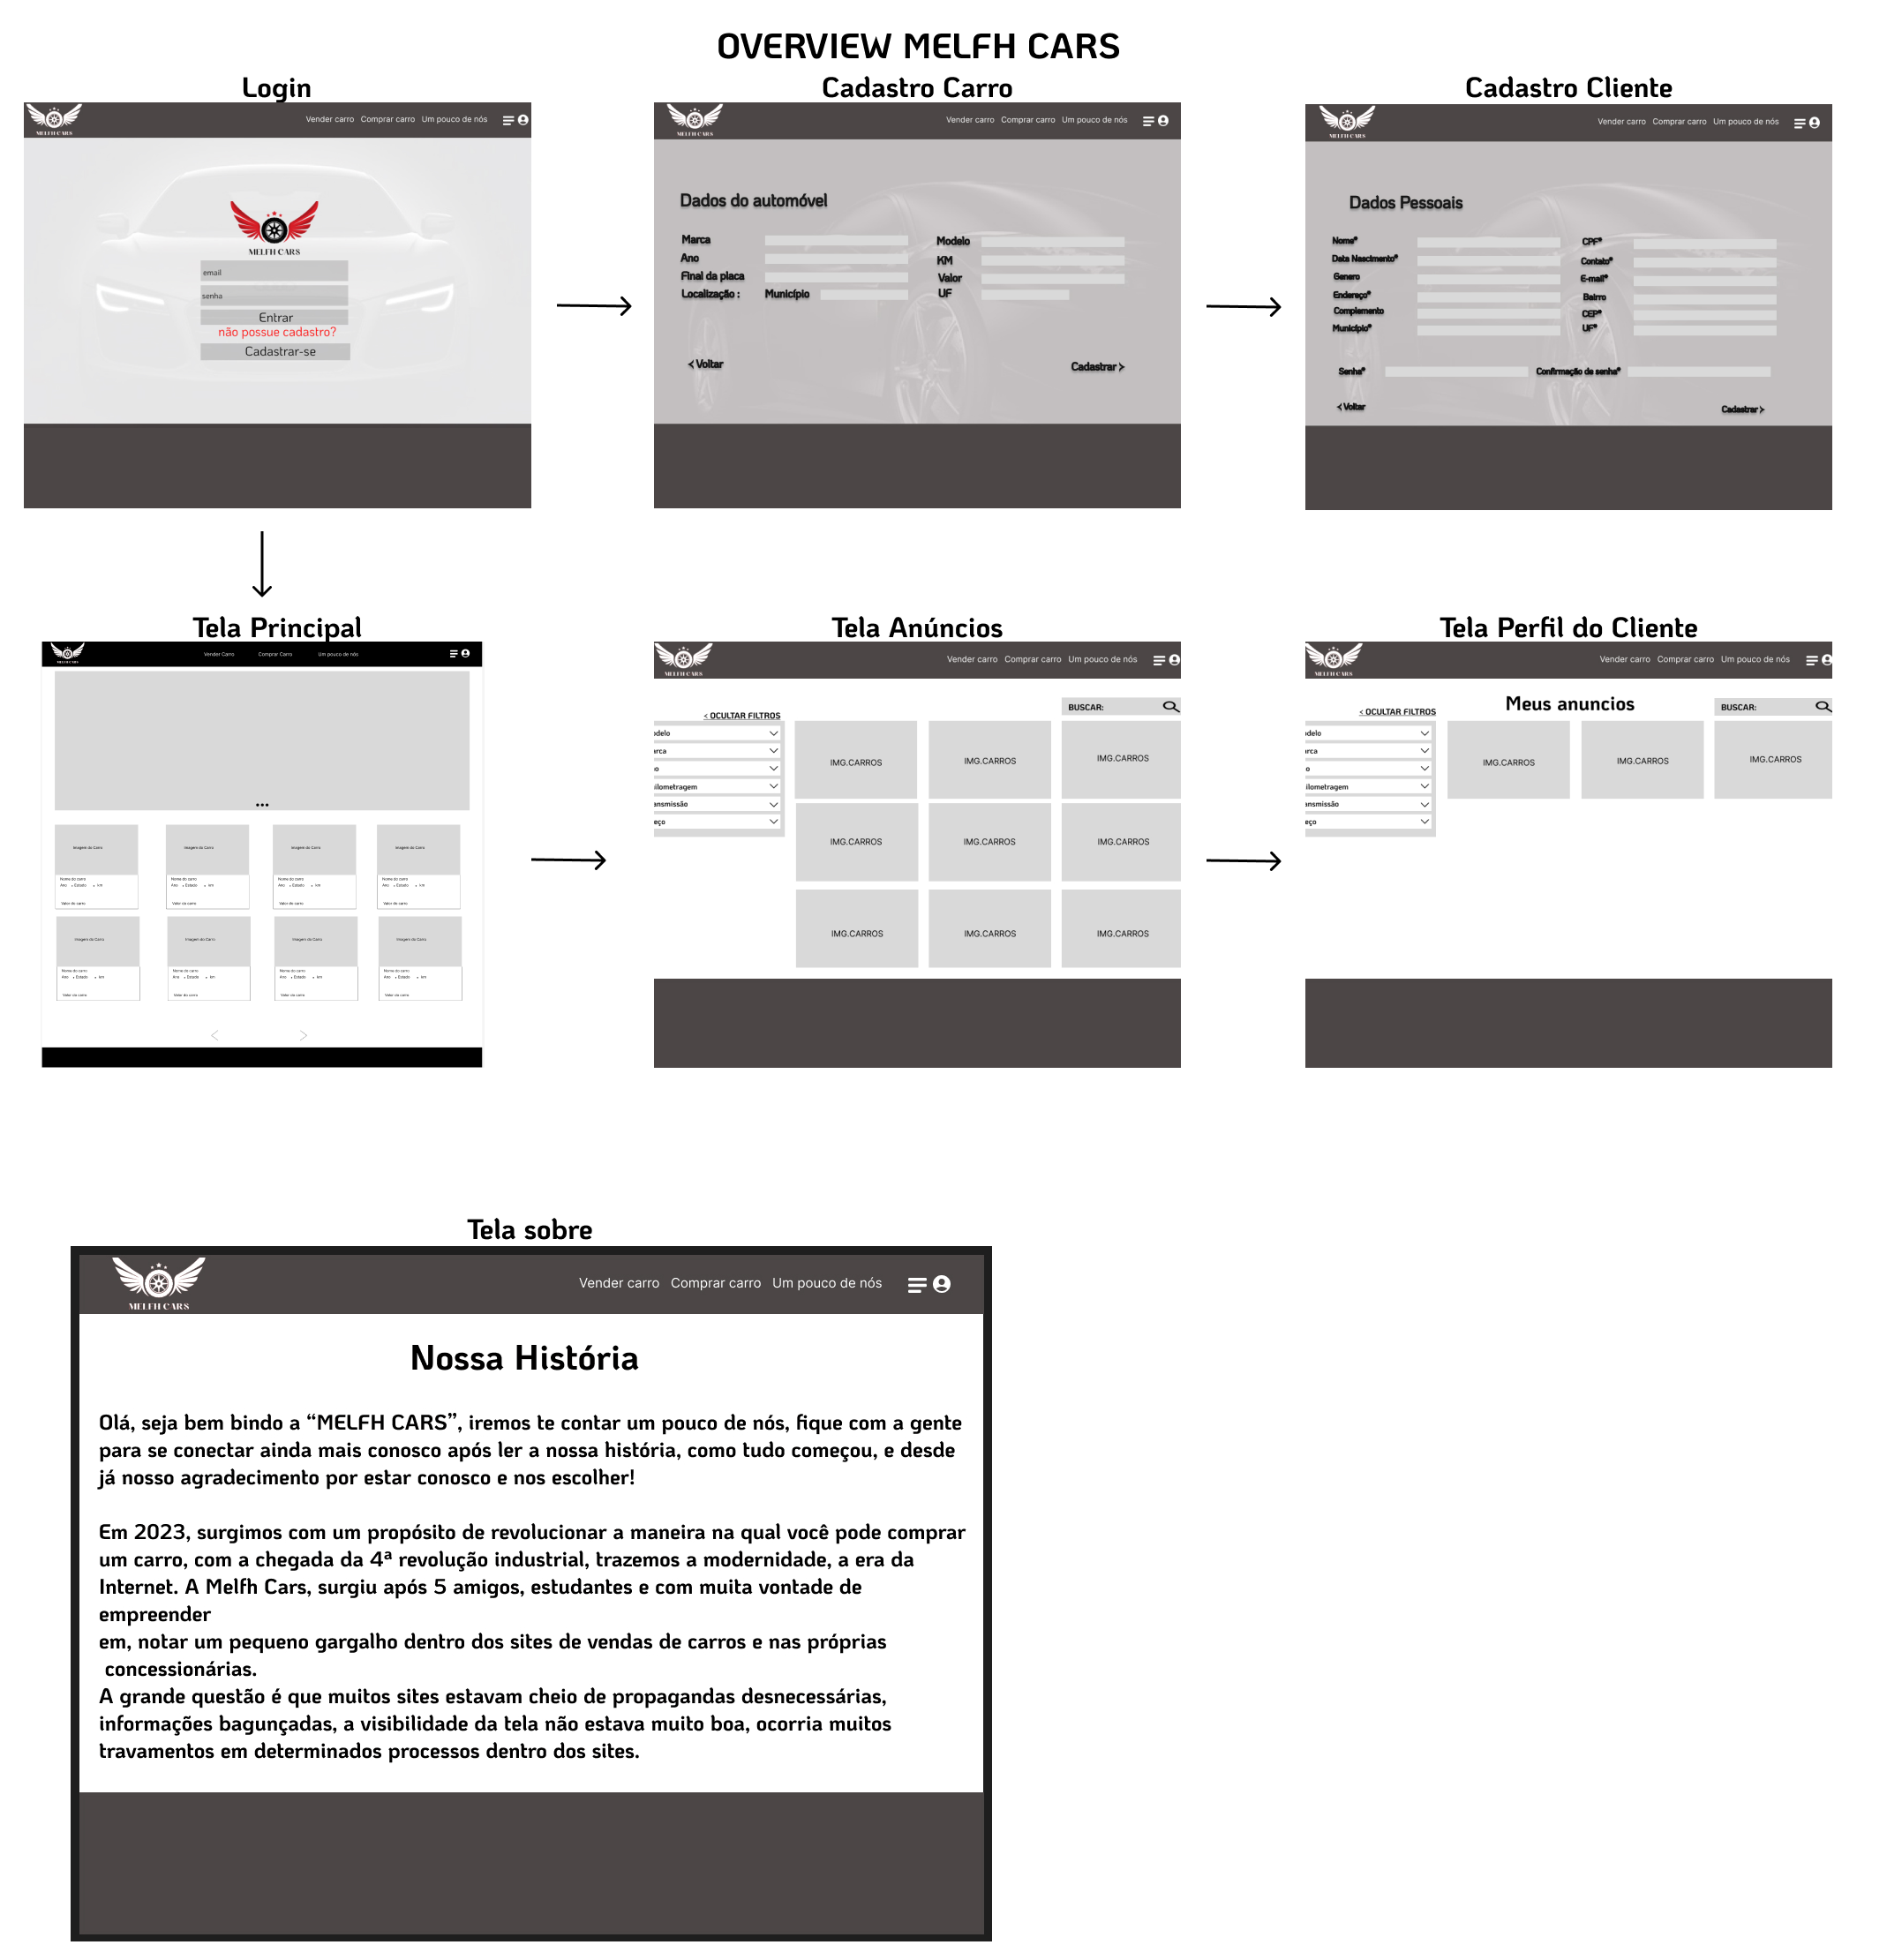 OVERVIEW MELFH CARS
Login
MELFH CARS
Vender carro Comprar carro Um pouco de nós
MELFH CARS
email
senha
Entrar
não possue cadastro?
Cadastrar-se
Cadastro Carro
MELFH CARS
Vender carro Comprar carro Um pouco de nós
Dados do automóvel
Marca Modelo
Ano KM
Final da placa Valor
Localização : Município UF
< Voltar Cadastrar >
Cadastro Cliente
MELFH CARS
Vender carro Comprar carro Um pouco de nós
Dados Pessoais
Nome* CPF*
Data Nascimento* Contato*
Genero E-mail*
Endereço* Bairro
Complemento CEP*
Município* UF*
Senha* Confirmação de senha*
< Voltar Cadastrar >
Tela Principal
MELFH CARS
Vender Carro Comprar Carro Um pouco de nós
Imagem do Carro Imagem do Carro Imagem do Carro Imagem do Carro
Nome do carro Nome do carro Nome do carro Nome do carro
Ano • Estado • km Ano • Estado • km Ano • Estado • km Ano • Estado • km
Valor do carro Valor do carro Valor do carro Valor do carro
Imagem do Carro Imagem do Carro Imagem do Carro Imagem do Carro
Nome do carro Nome do carro Nome do carro Nome do carro
Ano • Estado • km Ano • Estado • km Ano • Estado • km Ano • Estado • km
Valor do carro Valor do carro Valor do carro Valor do carro
< >
Tela Anúncios
MELFH CARS
Vender carro Comprar carro Um pouco de nós
BUSCAR:
< OCULTAR FILTROS
odelo
arca
o
uilometragem
ansmissão
eço
IMG.CARROS IMG.CARROS IMG.CARROS
IMG.CARROS IMG.CARROS IMG.CARROS
IMG.CARROS IMG.CARROS IMG.CARROS
Tela Perfil do Cliente
MELFH CARS
Vender carro Comprar carro Um pouco de nós
Meus anuncios
BUSCAR:
< OCULTAR FILTROS
odelo
arca
o
uilometragem
ansmissão
eço
IMG.CARROS IMG.CARROS IMG.CARROS
Tela sobre
MELFH CARS
Vender carro Comprar carro Um pouco de nós
Nossa História
Olá, seja bem bindo a “MELFH CARS”, iremos te contar um pouco de nós, fique com a gente
para se conectar ainda mais conosco após ler a nossa história, como tudo começou, e desde
já nosso agradecimento por estar conosco e nos escolher!
Em 2023, surgimos com um propósito de revolucionar a maneira na qual você pode comprar
um carro, com a chegada da 4ª revolução industrial, trazemos a modernidade, a era da
Internet. A Melfh Cars, surgiu após 5 amigos, estudantes e com muita vontade de
empreender
em, notar um pequeno gargalho dentro dos sites de vendas de carros e nas próprias
concessionárias.
A grande questão é que muitos sites estavam cheio de propagandas desnecessárias,
informações bagunçadas, a visibilidade da tela não estava muito boa, ocorria muitos
travamentos em determinados processos dentro dos sites.